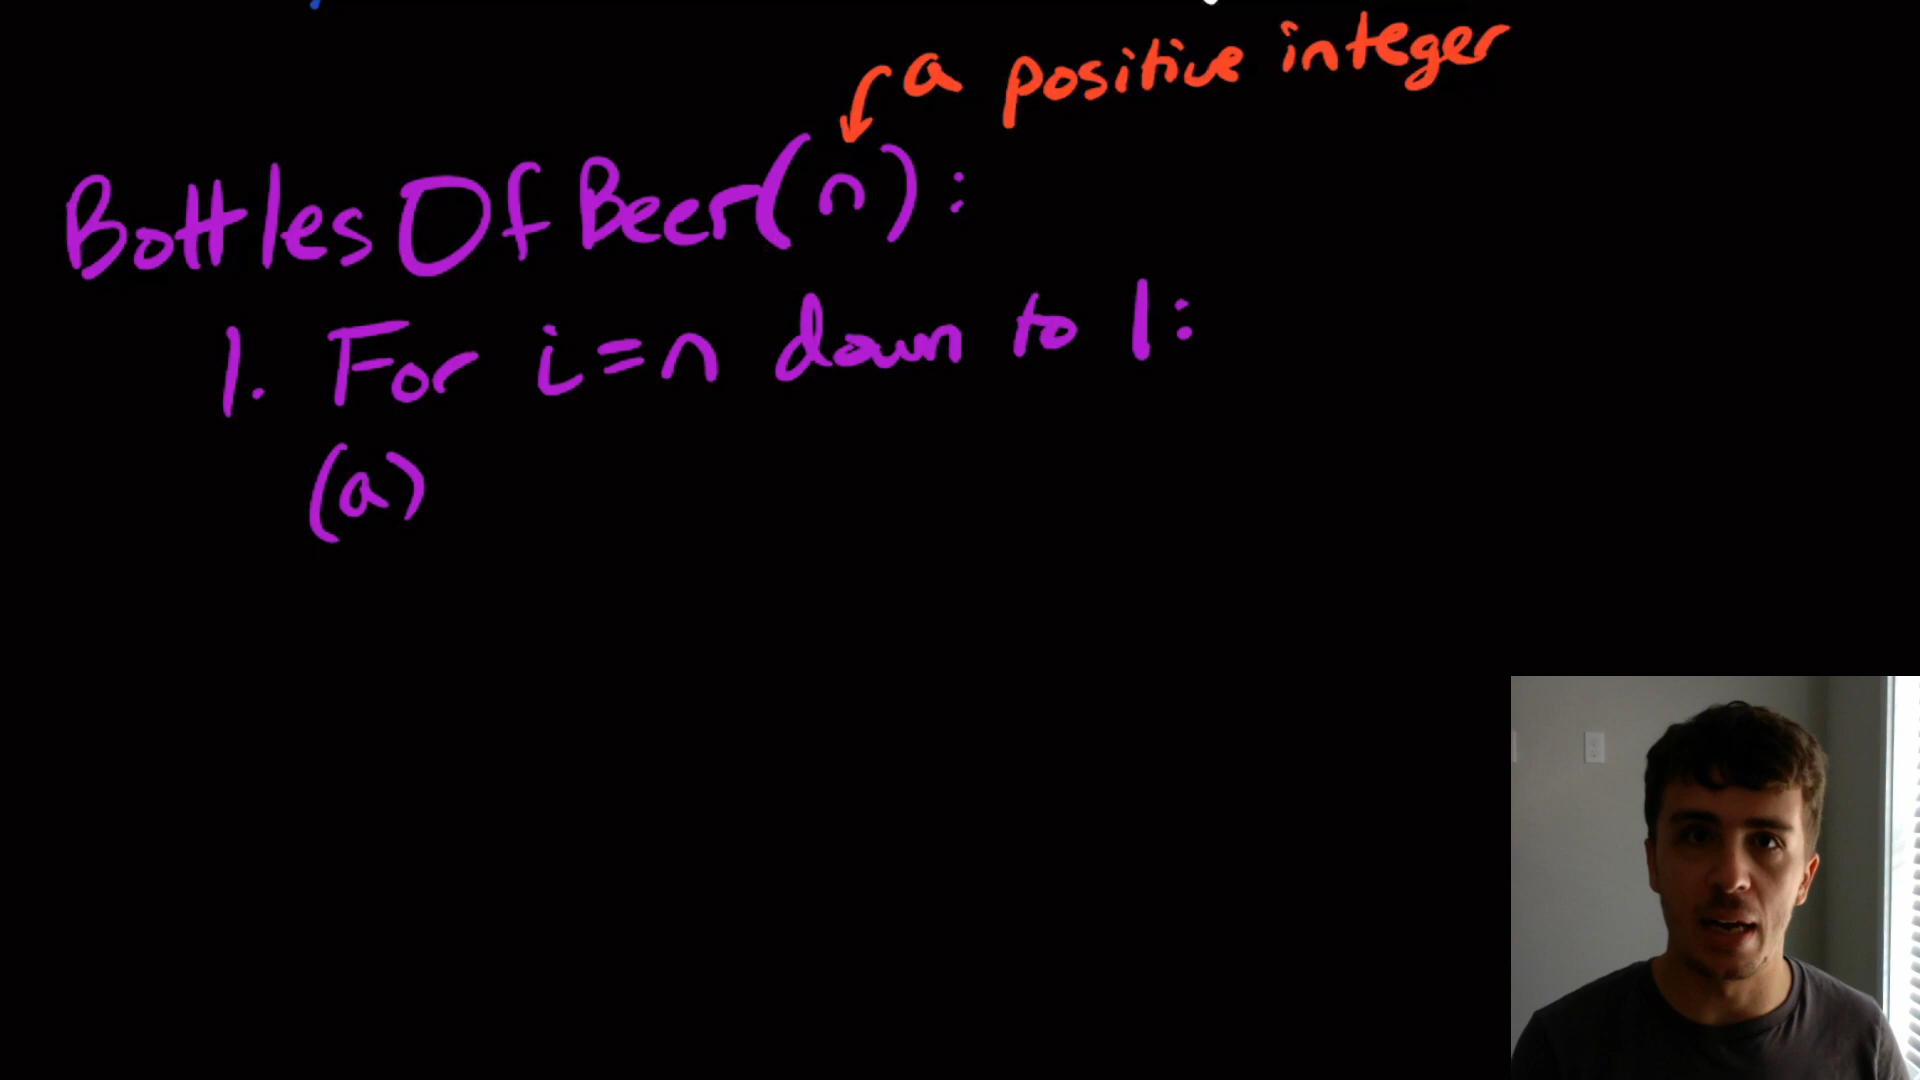 a positive integer
BottlesOfBeer(n):
1. For i=n down to 1:
(a)